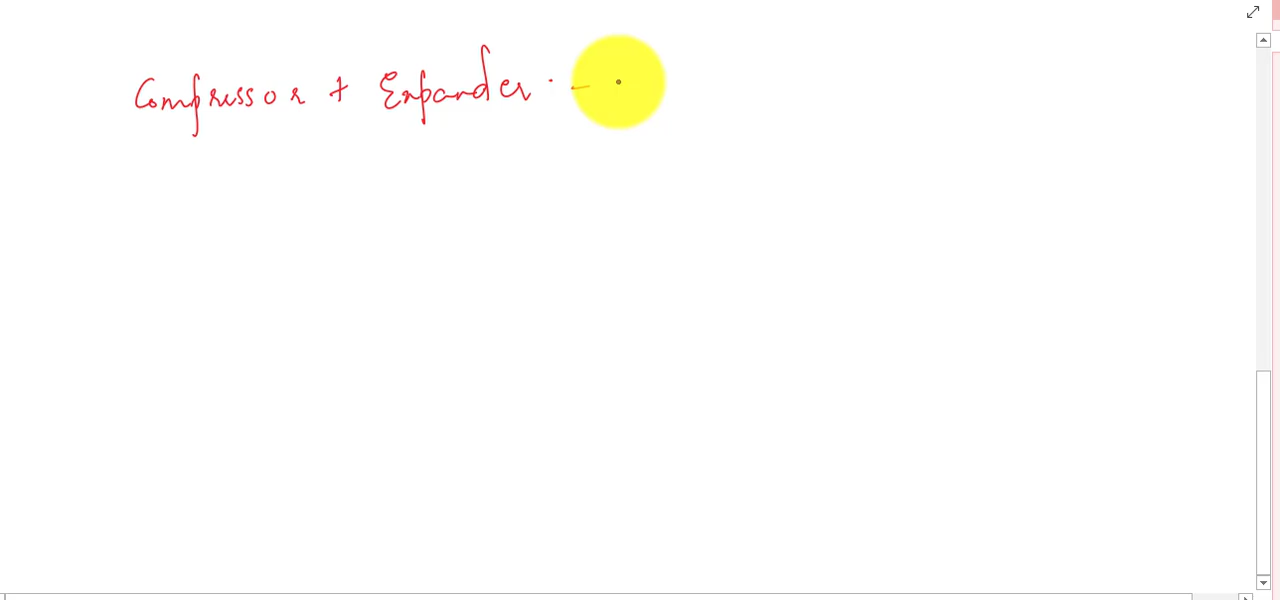 Compressor + Expander : -